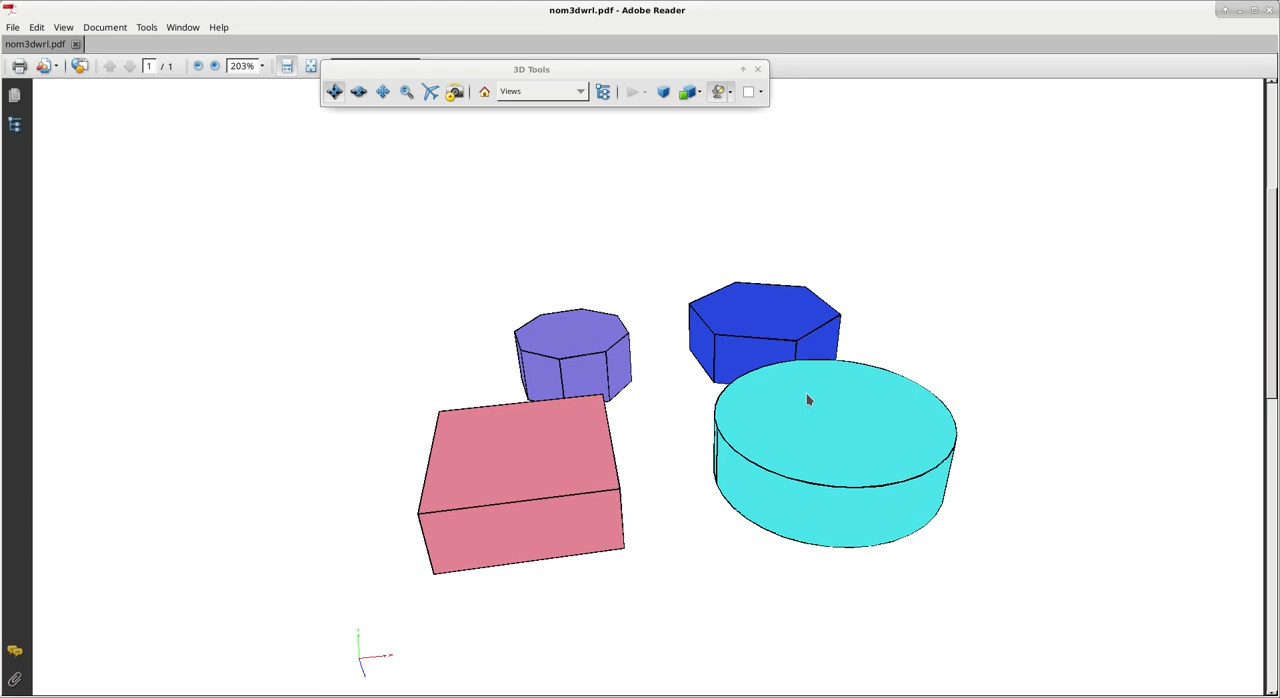 nom3dwrl.pdf - Adobe Reader
File Edit View Document Tools Window Help
nom3dwrl.pdf
1 / 1 203%
3D Tools
Views